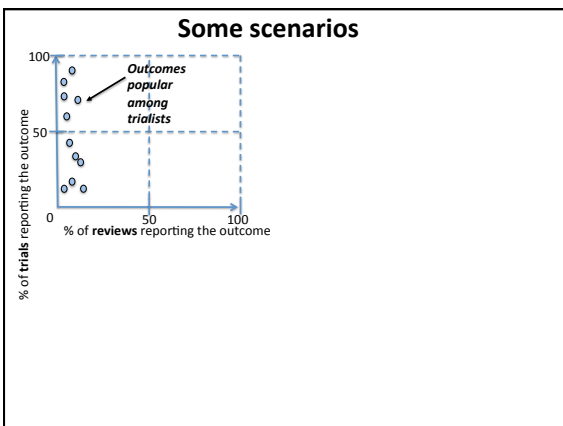 Some scenarios
100
Outcomes
popular
among
trialists
50
0
50
100
% of reviews reporting the outcome
% of trials reporting the outcome